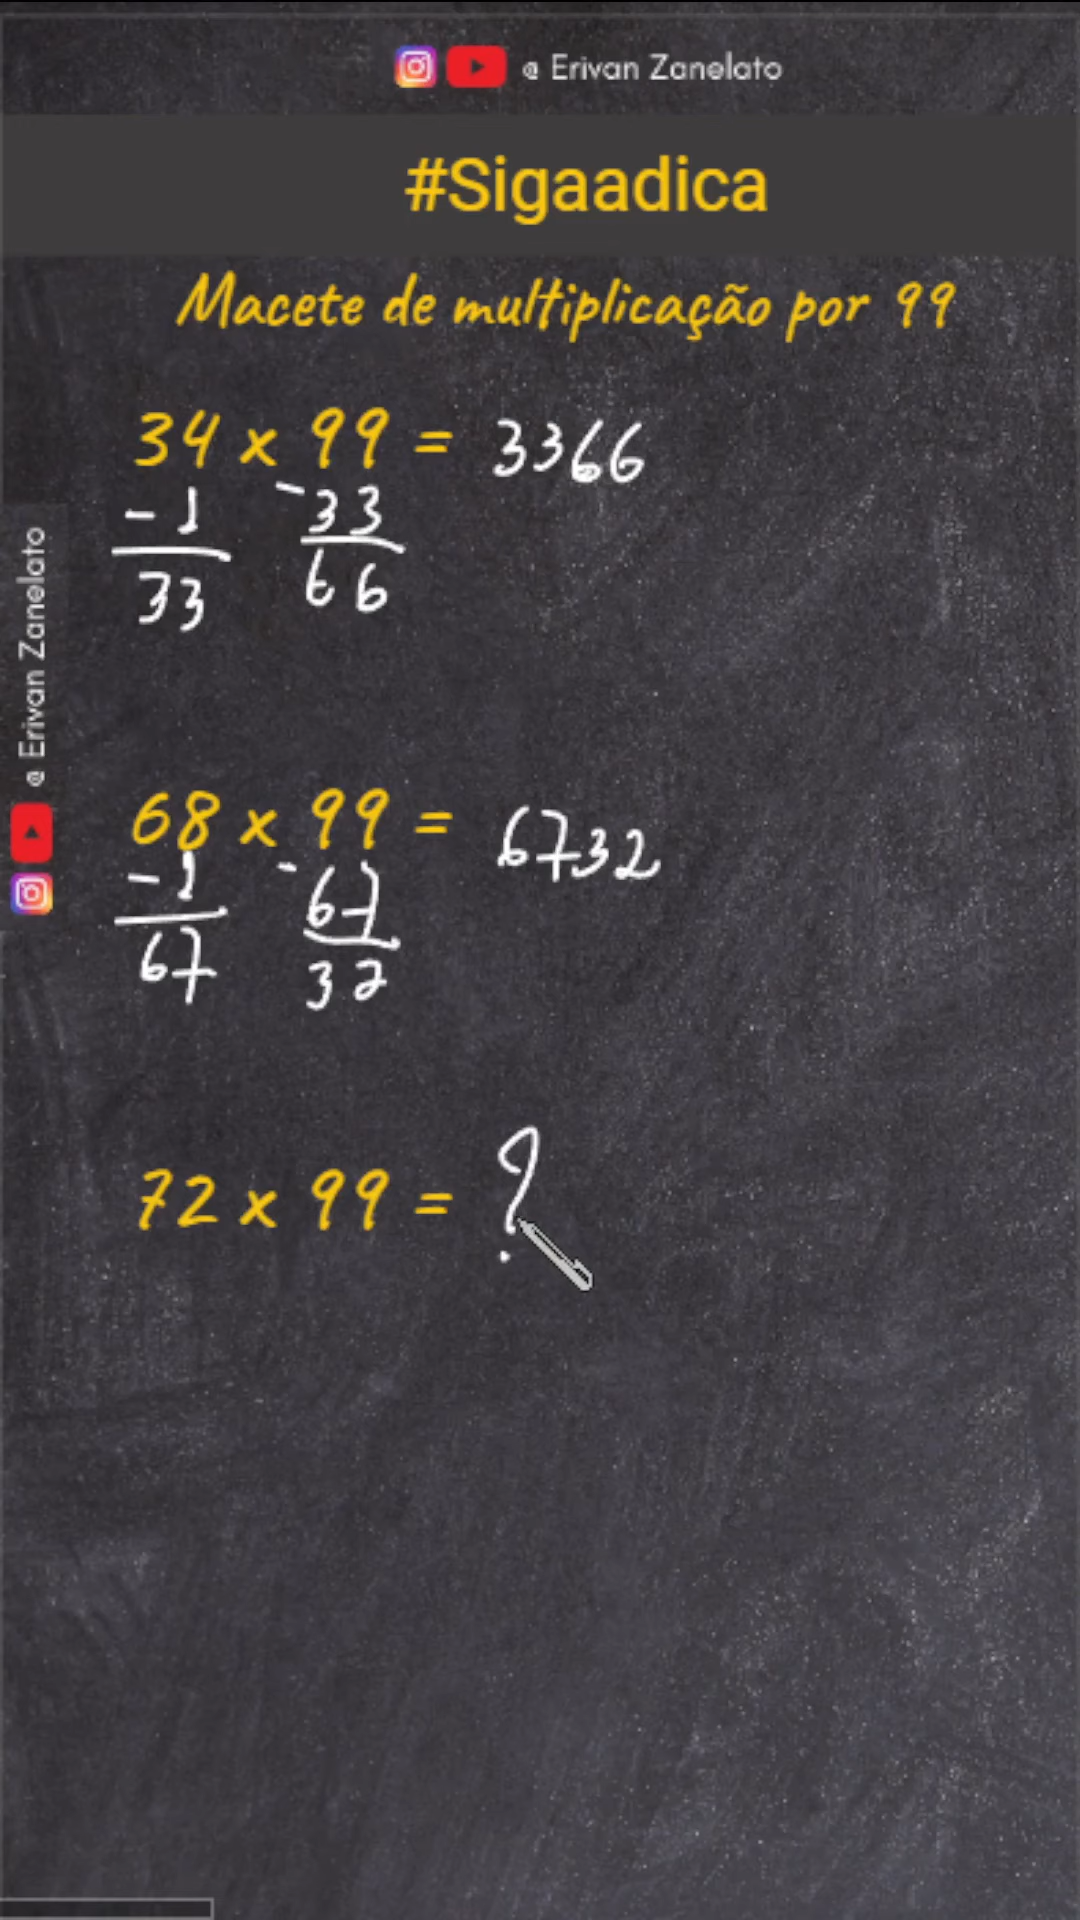 @ Erivan Zanelato
#Sigaadica
Macete de multiplicação por 99
34 x 99 = 3366
-1 -33
33 66
@ Erivan Zanelato
68 x 99 = 6732
-1 -67
67 32
72 x 99 = ?